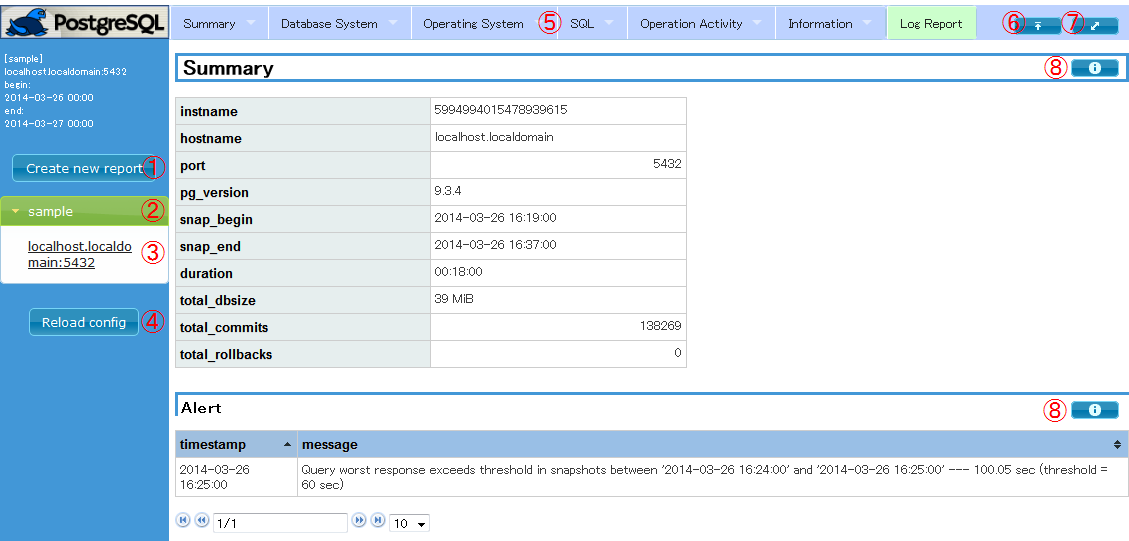 PostgreSQL
Summary Database System Operating System ⑤ SQL Operation Activity Information Log Report ⑥ ⑦
[sample]
localhost.localdomain:5432
begin:
2014-03-26 00:00
end:
2014-03-27 00:00
Create new report ①
② sample
localhost.localdo
main:5432
③
Reload config ④
Summary ⑧
instname 5994994015478939615
hostname localhost.localdomain
port 5432
pg_version 9.3.4
snap_begin 2014-03-26 16:19:00
snap_end 2014-03-26 16:37:00
duration 00:18:00
total_dbsize 39 MiB
total_commits 138269
total_rollbacks 0
Alert ⑧
timestamp message
2014-03-26
16:25:00
Query worst response exceeds threshold in snapshots between '2014-03-26 16:24:00' and '2014-03-26 16:25:00' --- 100.05 sec (threshold =
60 sec)
1/1 10